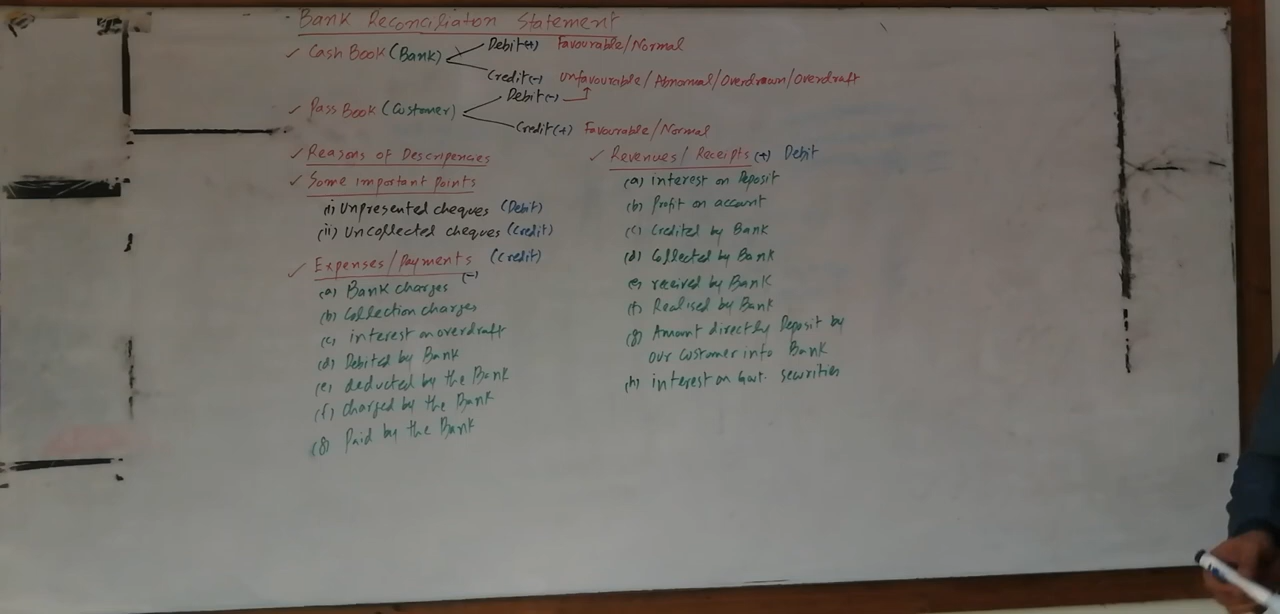 Bank Reconciliation Statement
✓ Cash Book (Bank)
Debit(+) Favourable/Normal
Credit(-) Unfavourable/Abnormal/Overdrawn/Overdraft
✓ Pass Book (Customer)
Debit(-)
Credit(+) Favourable/Normal
✓ Reasons of Descripencies
✓ Some important points
(i) Unpresented cheques (Debit)
(ii) Uncollected cheques (Credit)
✓ Expenses/payments (Credit)
(-)
(a) Bank charges
(b) Collection charges
(c) interest on overdraft
(d) Debited by Bank
(e) deducted by the Bank
(f) charged by the Bank
(g) Paid by the Bank
✓ Revenues/Receipts (+) Debit
(a) interest on Deposit
(b) Profit on account
(c) Credited by Bank
(d) Collected by Bank
(e) received by Bank
(f) Realised by Bank
(g) Amount directly Deposit by
our customer into Bank
(h) interest on Govt. securities